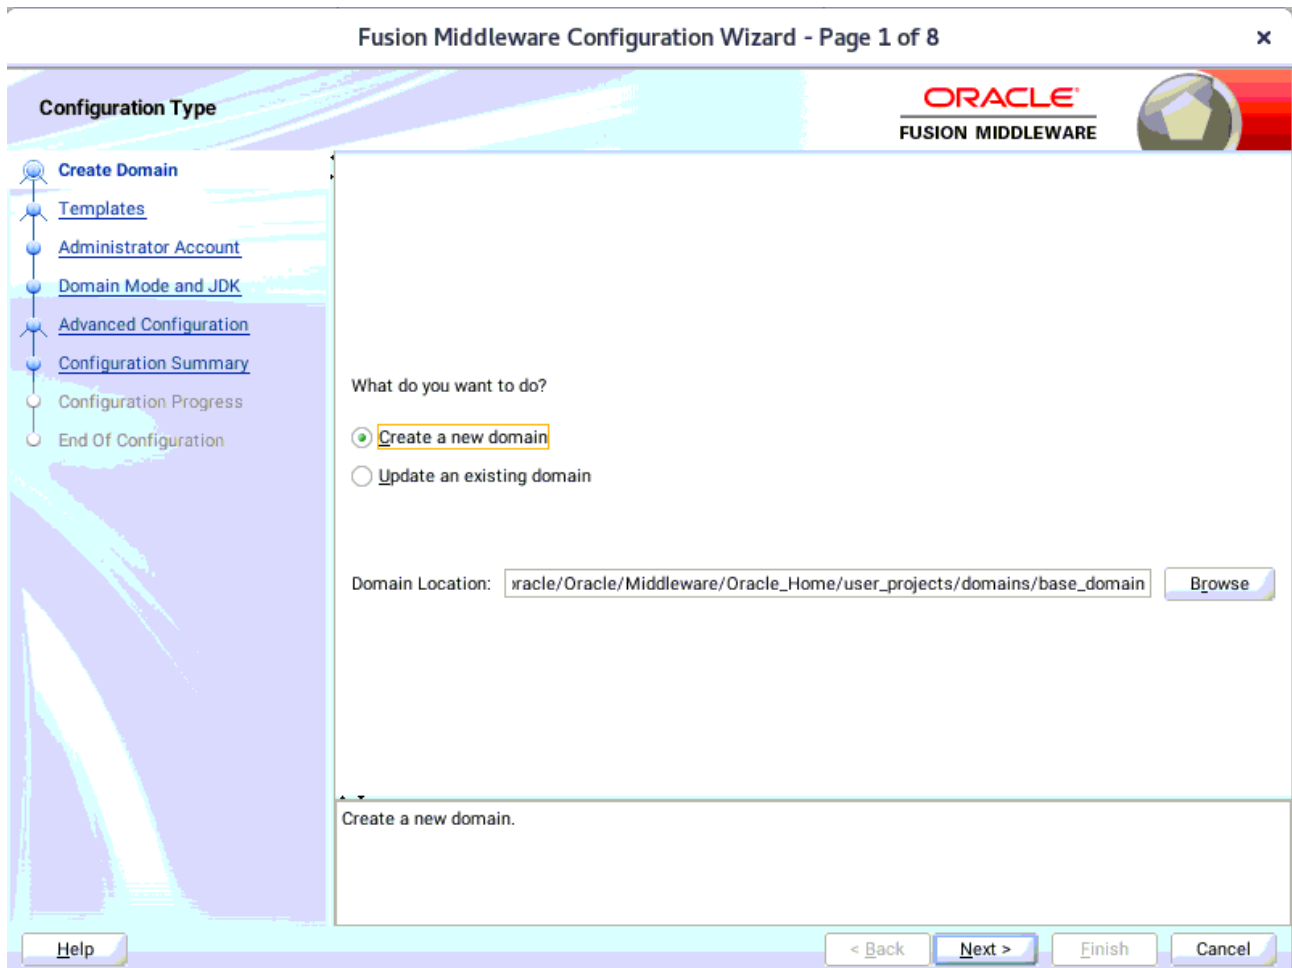 Fusion Middleware Configuration Wizard - Page 1 of 8
Configuration Type
ORACLE
FUSION MIDDLEWARE
Create Domain
Templates
Administrator Account
Domain Mode and JDK
Advanced Configuration
Configuration Summary
Configuration Progress
End Of Configuration
What do you want to do?
Create a new domain
Update an existing domain
Domain Location: racle/Oracle/Middleware/Oracle_Home/user_projects/domains/base_domain Browse
Create a new domain.
Help < Back Next > Finish Cancel